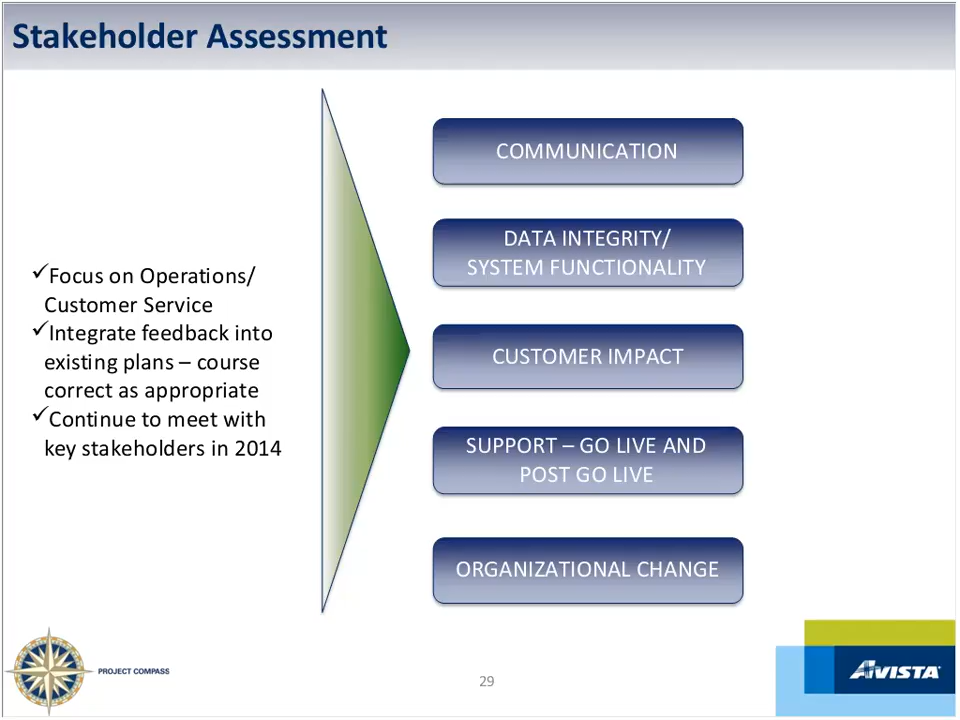 Stakeholder Assessment
✓Focus on Operations/
Customer Service
✓Integrate feedback into
existing plans – course
correct as appropriate
✓Continue to meet with
key stakeholders in 2014
COMMUNICATION
DATA INTEGRITY/
SYSTEM FUNCTIONALITY
CUSTOMER IMPACT
SUPPORT – GO LIVE AND
POST GO LIVE
ORGANIZATIONAL CHANGE
PROJECT COMPASS
29
AVISTA